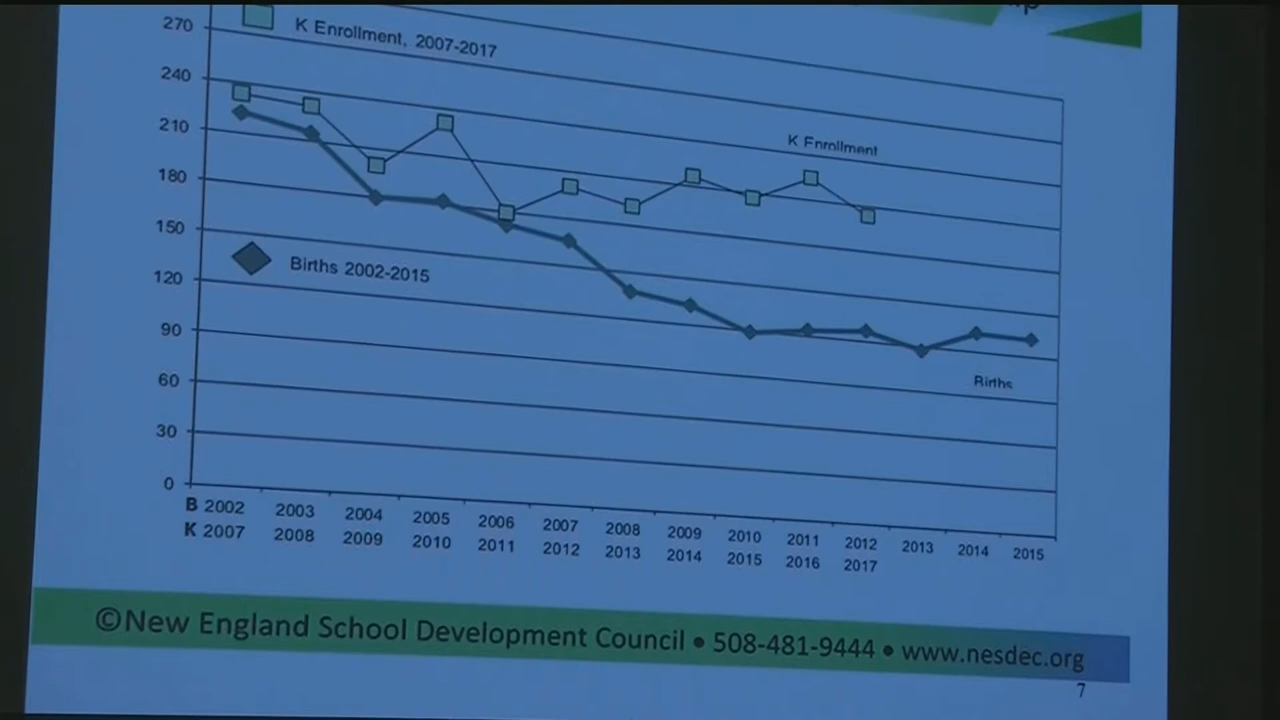 270
K Enrollment, 2007-2017
240
210
K Enrollment
180
150
Births 2002-2015
120
90
Births
60
30
0
B 2002 2003 2004 2005 2006 2007 2008 2009 2010 2011 2012 2013 2014 2015
K 2007 2008 2009 2010 2011 2012 2013 2014 2015 2016 2017
©New England School Development Council • 508-481-9444 • www.nesdec.org
7